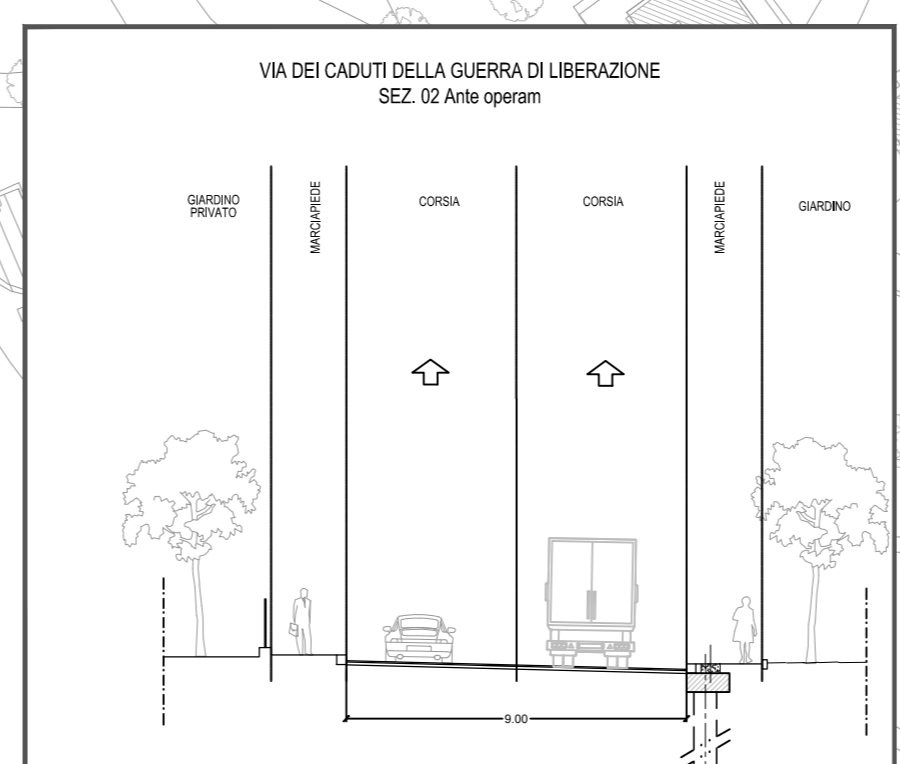 VIA DEI CADUTI DELLA GUERRA DI LIBERAZIONE
SEZ. 02 Ante operam
GIARDINO
PRIVATO
MARCIAPIEDE
CORSIA
CORSIA
MARCIAPIEDE
GIARDINO
9.00